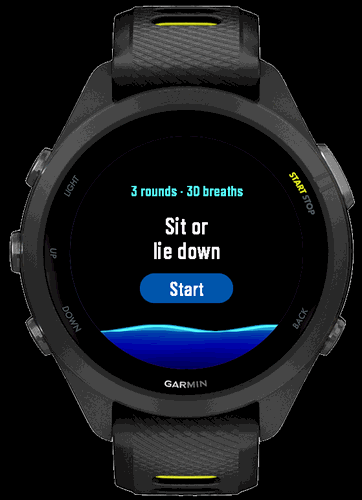 3 rounds · 30 breaths
Sit or
lie down
Start
LIGHT
UP
DOWN
START STOP
BACK
GARMIN